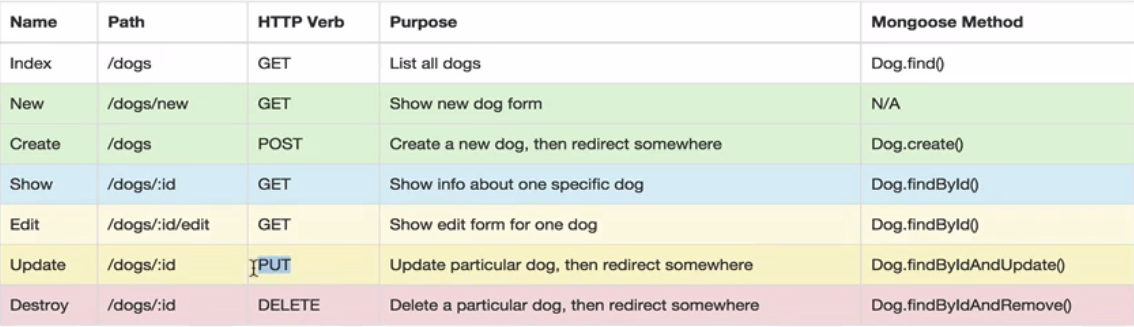 Name Path HTTP Verb Purpose Mongoose Method
Index /dogs GET List all dogs Dog.find()
New /dogs/new GET Show new dog form N/A
Create /dogs POST Create a new dog, then redirect somewhere Dog.create()
Show /dogs/:id GET Show info about one specific dog Dog.findById()
Edit /dogs/:id/edit GET Show edit form for one dog Dog.findById()
Update /dogs/:id PUT Update particular dog, then redirect somewhere Dog.findByIdAndUpdate()
Destroy /dogs/:id DELETE Delete a particular dog, then redirect somewhere Dog.findByIdAndRemove()